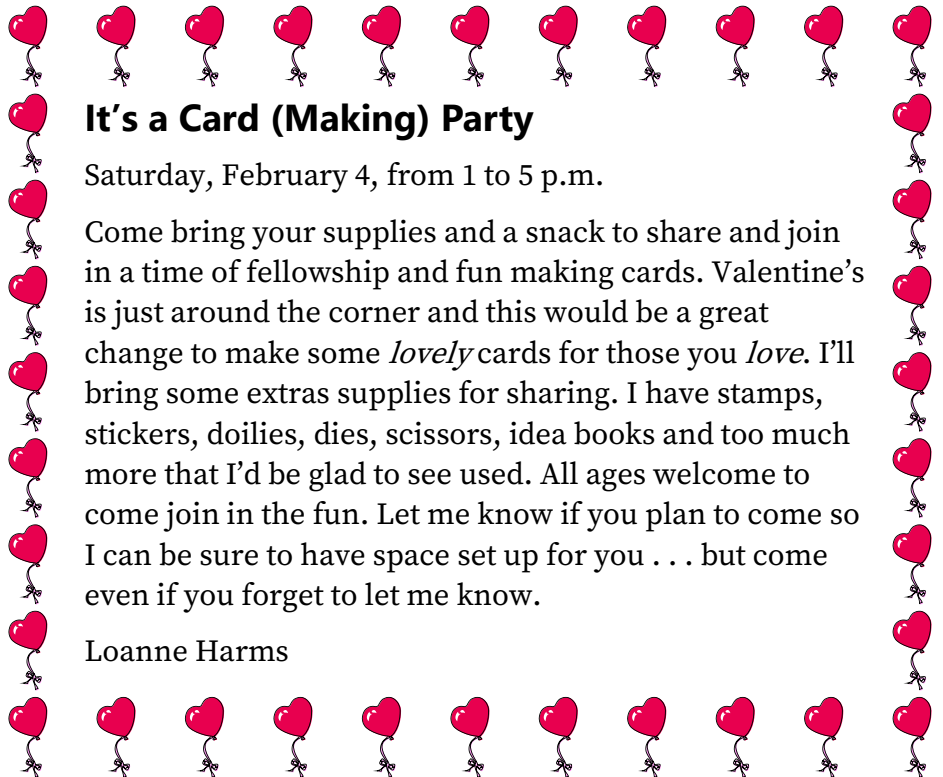 It’s a Card (Making) Party
Saturday, February 4, from 1 to 5 p.m.
Come bring your supplies and a snack to share and join
in a time of fellowship and fun making cards. Valentine’s
is just around the corner and this would be a great
change to make some lovely cards for those you love. I’ll
bring some extras supplies for sharing. I have stamps,
stickers, doilies, dies, scissors, idea books and too much
more that I’d be glad to see used. All ages welcome to
come join in the fun. Let me know if you plan to come so
I can be sure to have space set up for you . . . but come
even if you forget to let me know.
Loanne Harms